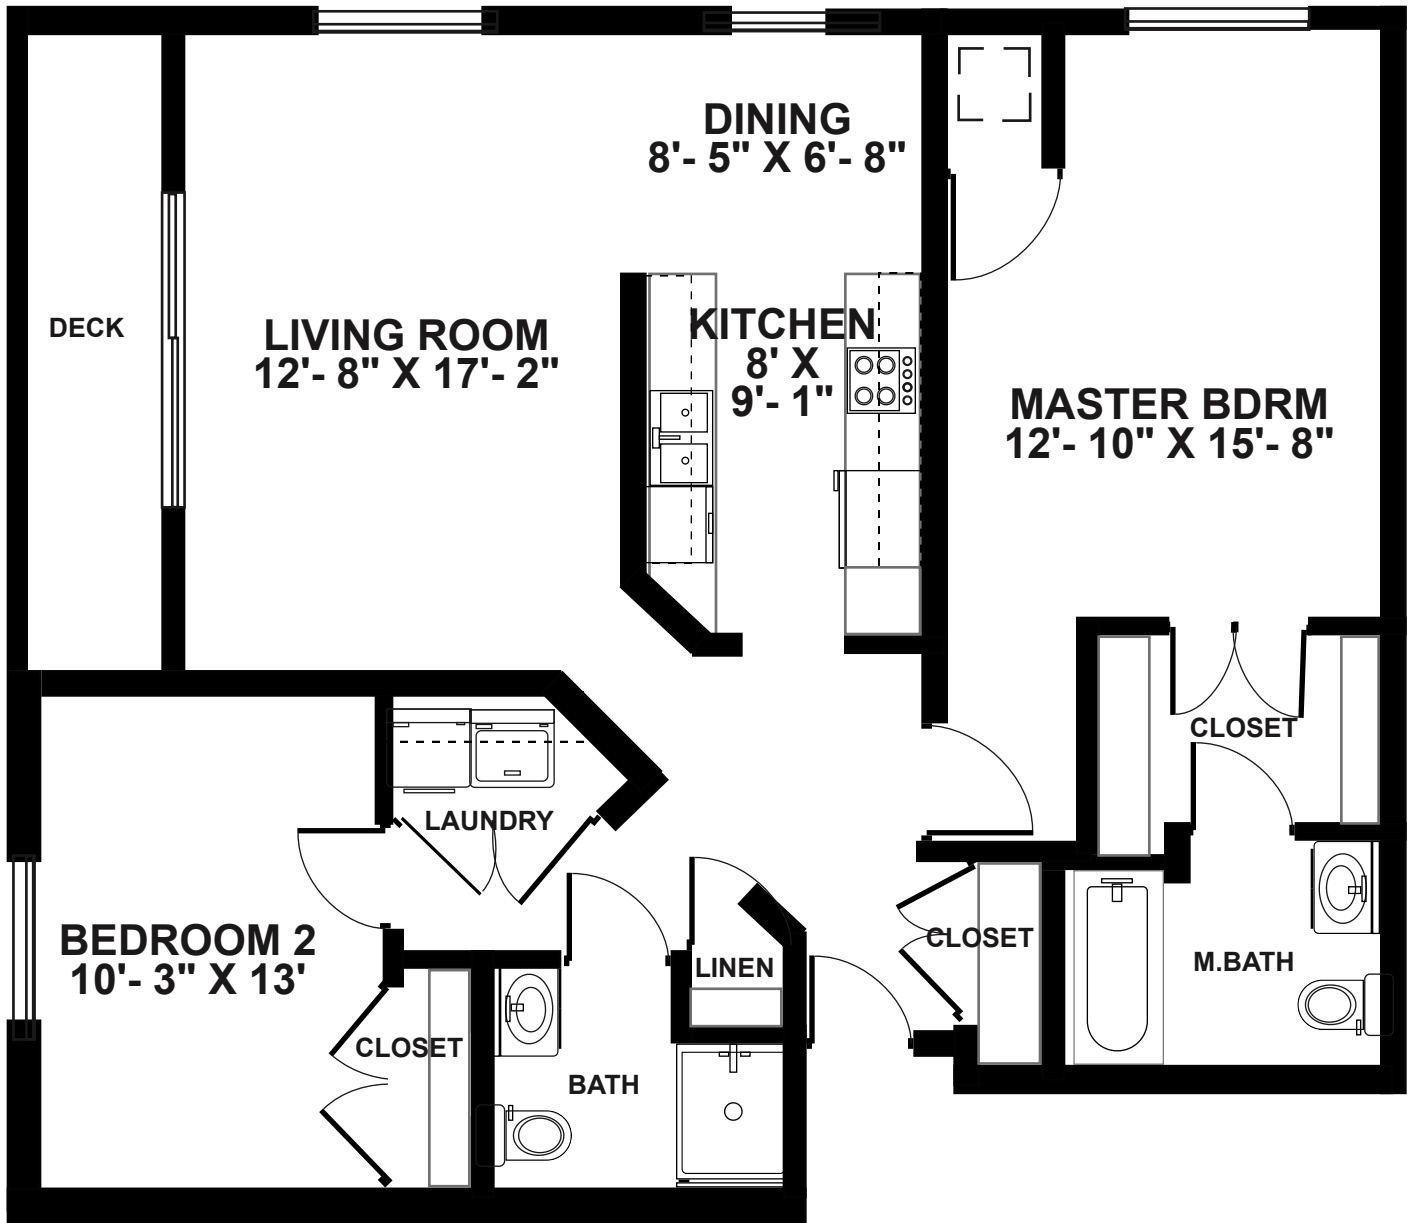 DINING
8'- 5" X 6'- 8"
DECK
LIVING ROOM
12'- 8" X 17'- 2"
KITCHEN
8' X
9'- 1"
MASTER BDRM
12'- 10" X 15'- 8"
CLOSET
LAUNDRY
BEDROOM 2
10'- 3" X 13'
CLOSET
LINEN
M.BATH
CLOSET
BATH